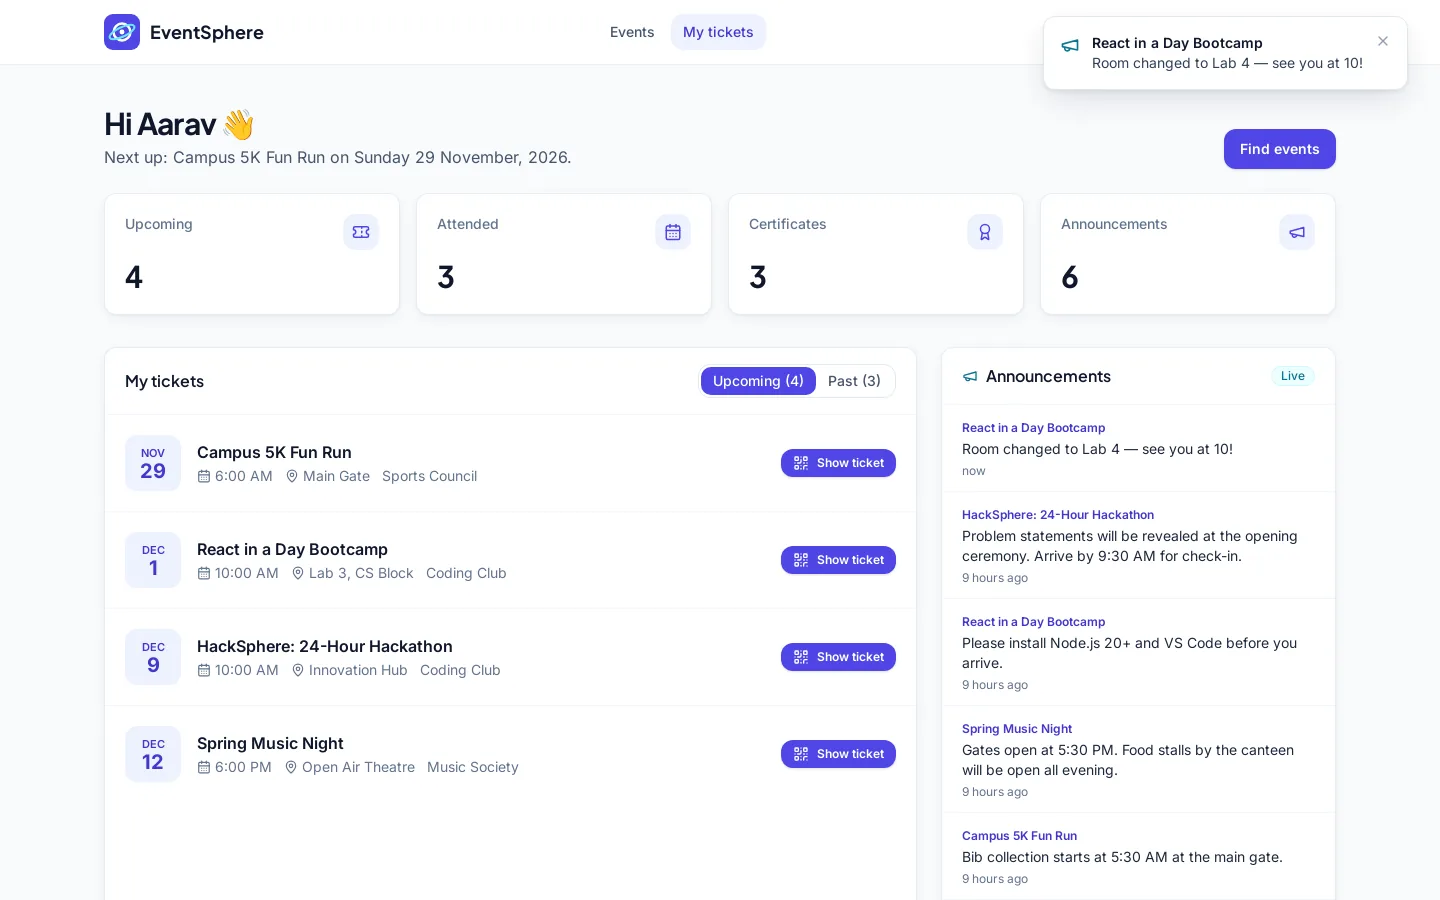 EventSphere
Events
My tickets
React in a Day Bootcamp
Room changed to Lab 4 — see you at 10!
Hi Aarav 👋
Next up: Campus 5K Fun Run on Sunday 29 November, 2026.
Find events
Upcoming
4
Attended
3
Certificates
3
Announcements
6
My tickets
Upcoming (4)
Past (3)
NOV
29
Campus 5K Fun Run
6:00 AM Main Gate Sports Council
Show ticket
DEC
1
React in a Day Bootcamp
10:00 AM Lab 3, CS Block Coding Club
Show ticket
DEC
9
HackSphere: 24-Hour Hackathon
10:00 AM Innovation Hub Coding Club
Show ticket
DEC
12
Spring Music Night
6:00 PM Open Air Theatre Music Society
Show ticket
Announcements
Live
React in a Day Bootcamp
Room changed to Lab 4 — see you at 10!
now
HackSphere: 24-Hour Hackathon
Problem statements will be revealed at the opening
ceremony. Arrive by 9:30 AM for check-in.
9 hours ago
React in a Day Bootcamp
Please install Node.js 20+ and VS Code before you
arrive.
9 hours ago
Spring Music Night
Gates open at 5:30 PM. Food stalls by the canteen
will be open all evening.
9 hours ago
Campus 5K Fun Run
Bib collection starts at 5:30 AM at the main gate.
9 hours ago